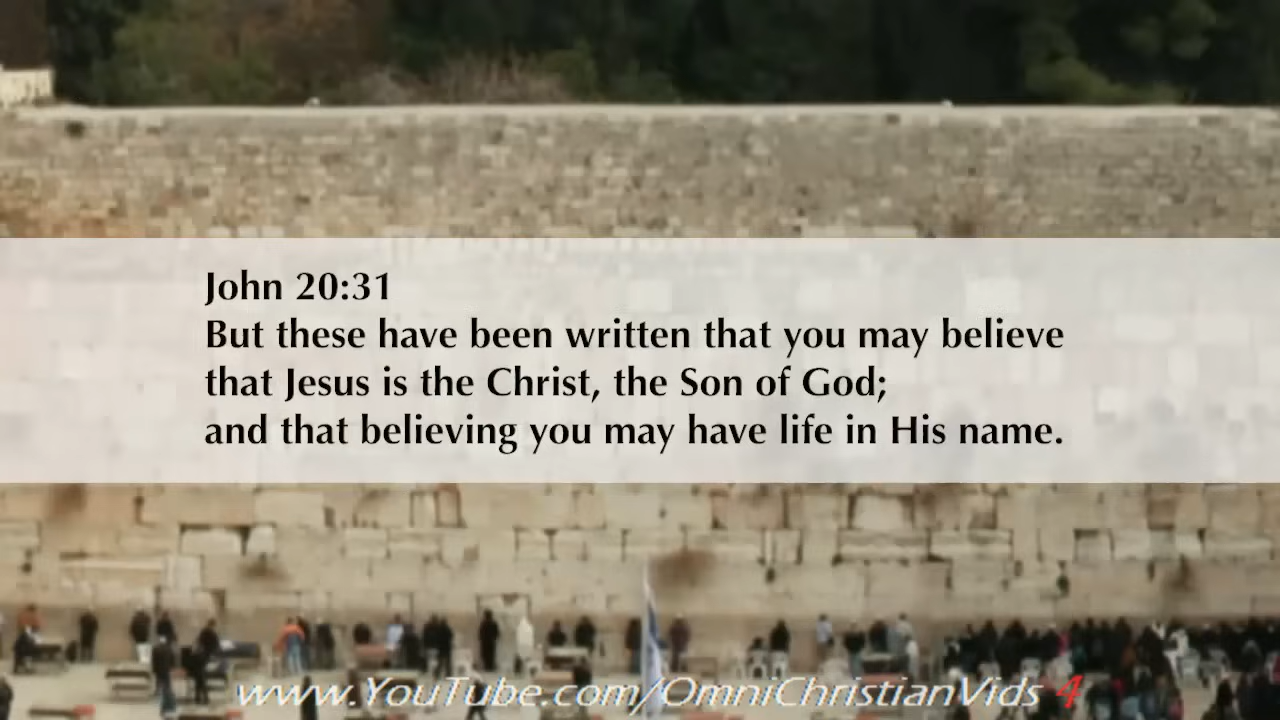 John 20:31
But these have been written that you may believe
that Jesus is the Christ, the Son of God;
and that believing you may have life in His name.
www.YouTube.com/OmniChristianVids 4